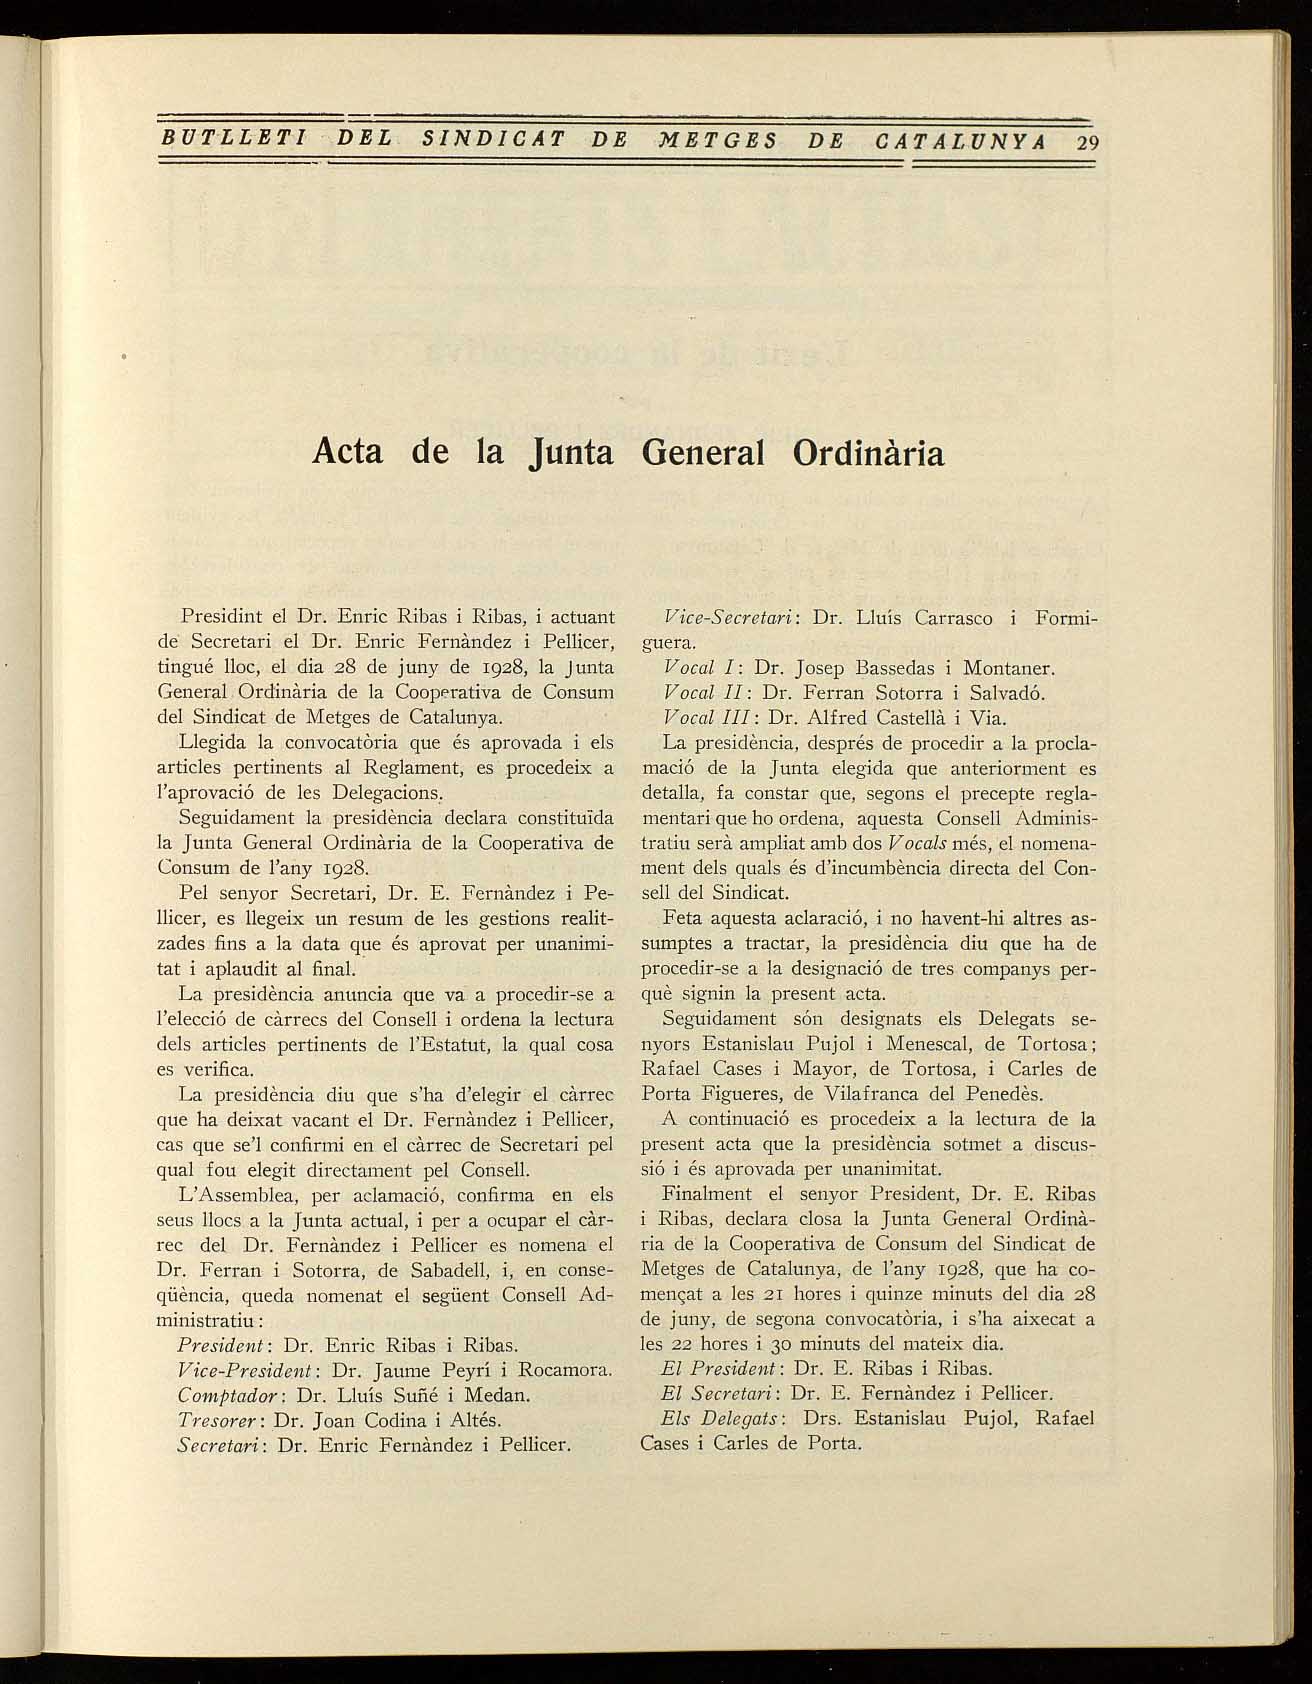 BUTLLETI DEL SINDICAT DE METGES DE CATALUNYA 29
Acta de la Junta General Ordinària
Presidint el Dr. Enric Ribas i Ribas, i actuant
de Secretari el Dr. Enric Fernàndez i Pellicer,
tingué lloc, el dia 28 de juny de 1928, la Junta
General Ordinària de la Cooperativa de Consum
del Sindicat de Metges de Catalunya.
Llegida la convocatòria que és aprovada i els
articles pertinents al Reglament, es procedeix a
l'aprovació de les Delegacions.
Seguidament la presidència declara constituïda
la Junta General Ordinària de la Cooperativa de
Consum de l'any 1928.
Pel senyor Secretari, Dr. E. Fernàndez i Pe-
llicer, es llegeix un resum de les gestions realit-
zades fins a la data que és aprovat per unanimi-
tat i aplaudit al final.
La presidència anuncia que va a procedir-se a
l'elecció de càrrecs del Consell i ordena la lectura
dels articles pertinents de l'Estatut, la qual cosa
es verifica.
La presidència diu que s'ha d'elegir el càrrec
que ha deixat vacant el Dr. Fernàndez i Pellicer,
cas que se'l confirmi en el càrrec de Secretari pel
qual fou elegit directament pel Consell.
L'Assemblea, per aclamació, confirma en els
seus llocs a la Junta actual, i per a ocupar el càr-
rec del Dr. Fernàndez i Pellicer es nomena el
Dr. Ferran i Sotorra, de Sabadell, i, en conse-
qüència, queda nomenat el següent Consell Ad-
ministratiu:
President: Dr. Enric Ribas i Ribas.
Vice-President: Dr. Jaume Peyrí i Rocamora.
Comptador: Dr. Lluís Suñé i Medan.
Tresorer: Dr. Joan Codina i Altés.
Secretari: Dr. Enric Fernàndez i Pellicer.
Vice-Secretari: Dr. Lluís Carrasco i Formi-
guera.
Vocal I: Dr. Josep Bassedas i Montaner.
Vocal II: Dr. Ferran Sotorra i Salvadó.
Vocal III: Dr. Alfred Castellà i Via.
La presidència, després de procedir a la procla-
mació de la Junta elegida que anteriorment es
detalla, fa constar que, segons el precepte regla-
mentari que ho ordena, aquesta Consell Adminis-
tratiu serà ampliat amb dos Vocals més, el nomena-
ment dels quals és d'incumbència directa del Con-
sell del Sindicat.
Feta aquesta aclaració, i no havent-hi altres as-
sumptes a tractar, la presidència diu que ha de
procedir-se a la designació de tres companys per-
què signin la present acta.
Seguidament són designats els Delegats se-
nyors Estanislau Pujol i Menescal, de Tortosa;
Rafael Cases i Mayor, de Tortosa, i Carles de
Porta Figueres, de Vilafranca del Penedès.
A continuació es procedeix a la lectura de la
present acta que la presidència sotmet a discus-
sió i és aprovada per unanimitat.
Finalment el senyor President, Dr. E. Ribas
i Ribas, declara closa la Junta General Ordinà-
ria de la Cooperativa de Consum del Sindicat de
Metges de Catalunya, de l'any 1928, que ha co-
mençat a les 21 hores i quinze minuts del dia 28
de juny, de segona convocatòria, i s'ha aixecat a
les 22 hores i 30 minuts del mateix dia.
El President: Dr. E. Ribas i Ribas.
El Secretari: Dr. E. Fernàndez i Pellicer.
Els Delegats: Drs. Estanislau Pujol, Rafael
Cases i Carles de Porta.